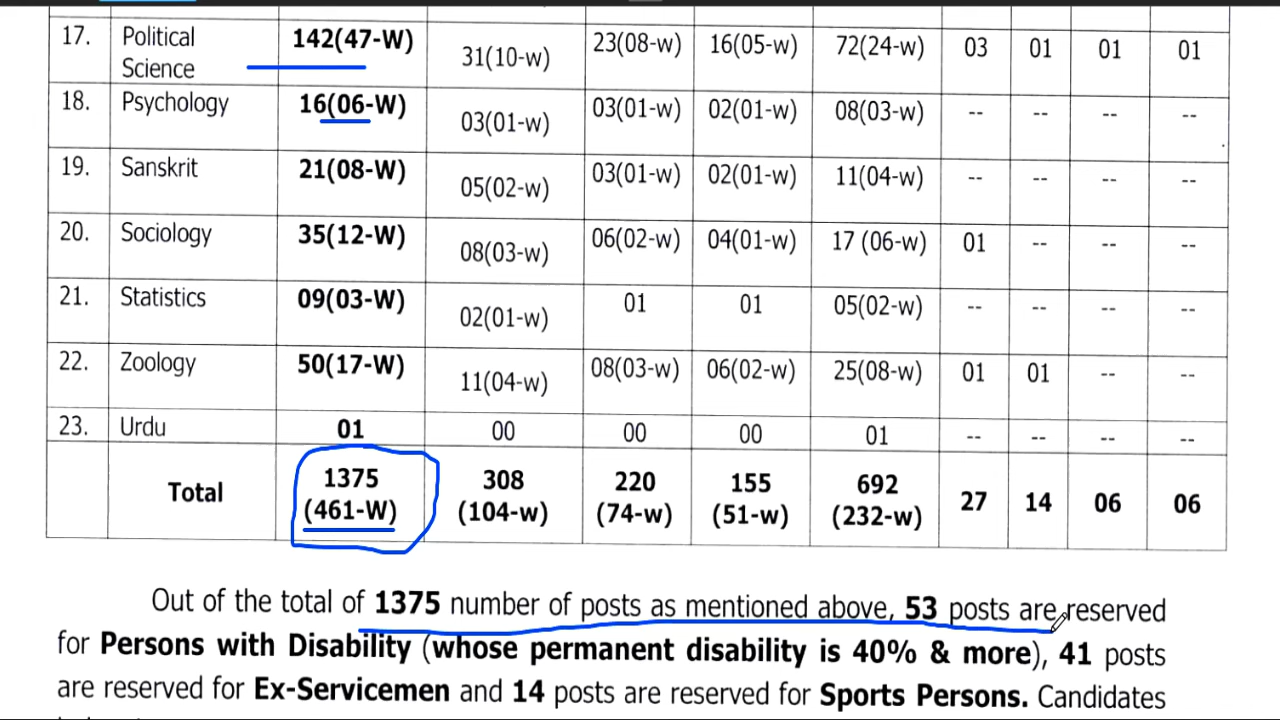 17. Political Science 142(47-W) 31(10-w) 23(08-w) 16(05-w) 72(24-w) 03 01 01 01
18. Psychology 16(06-W) 03(01-w) 03(01-w) 02(01-w) 08(03-w) -- -- -- --
19. Sanskrit 21(08-W) 05(02-w) 03(01-w) 02(01-w) 11(04-w) -- -- -- --
20. Sociology 35(12-W) 08(03-w) 06(02-w) 04(01-w) 17 (06-w) 01 -- -- --
21. Statistics 09(03-W) 02(01-w) 01 01 05(02-w) -- -- -- --
22. Zoology 50(17-W) 11(04-w) 08(03-w) 06(02-w) 25(08-w) 01 01 -- --
23. Urdu 01 00 00 00 01 -- -- -- --
Total 1375 (461-W) 308 (104-w) 220 (74-w) 155 (51-w) 692 (232-w) 27 14 06 06
Out of the total of 1375 number of posts as mentioned above, 53 posts are reserved
for Persons with Disability (whose permanent disability is 40% & more), 41 posts
are reserved for Ex-Servicemen and 14 posts are reserved for Sports Persons. Candidates